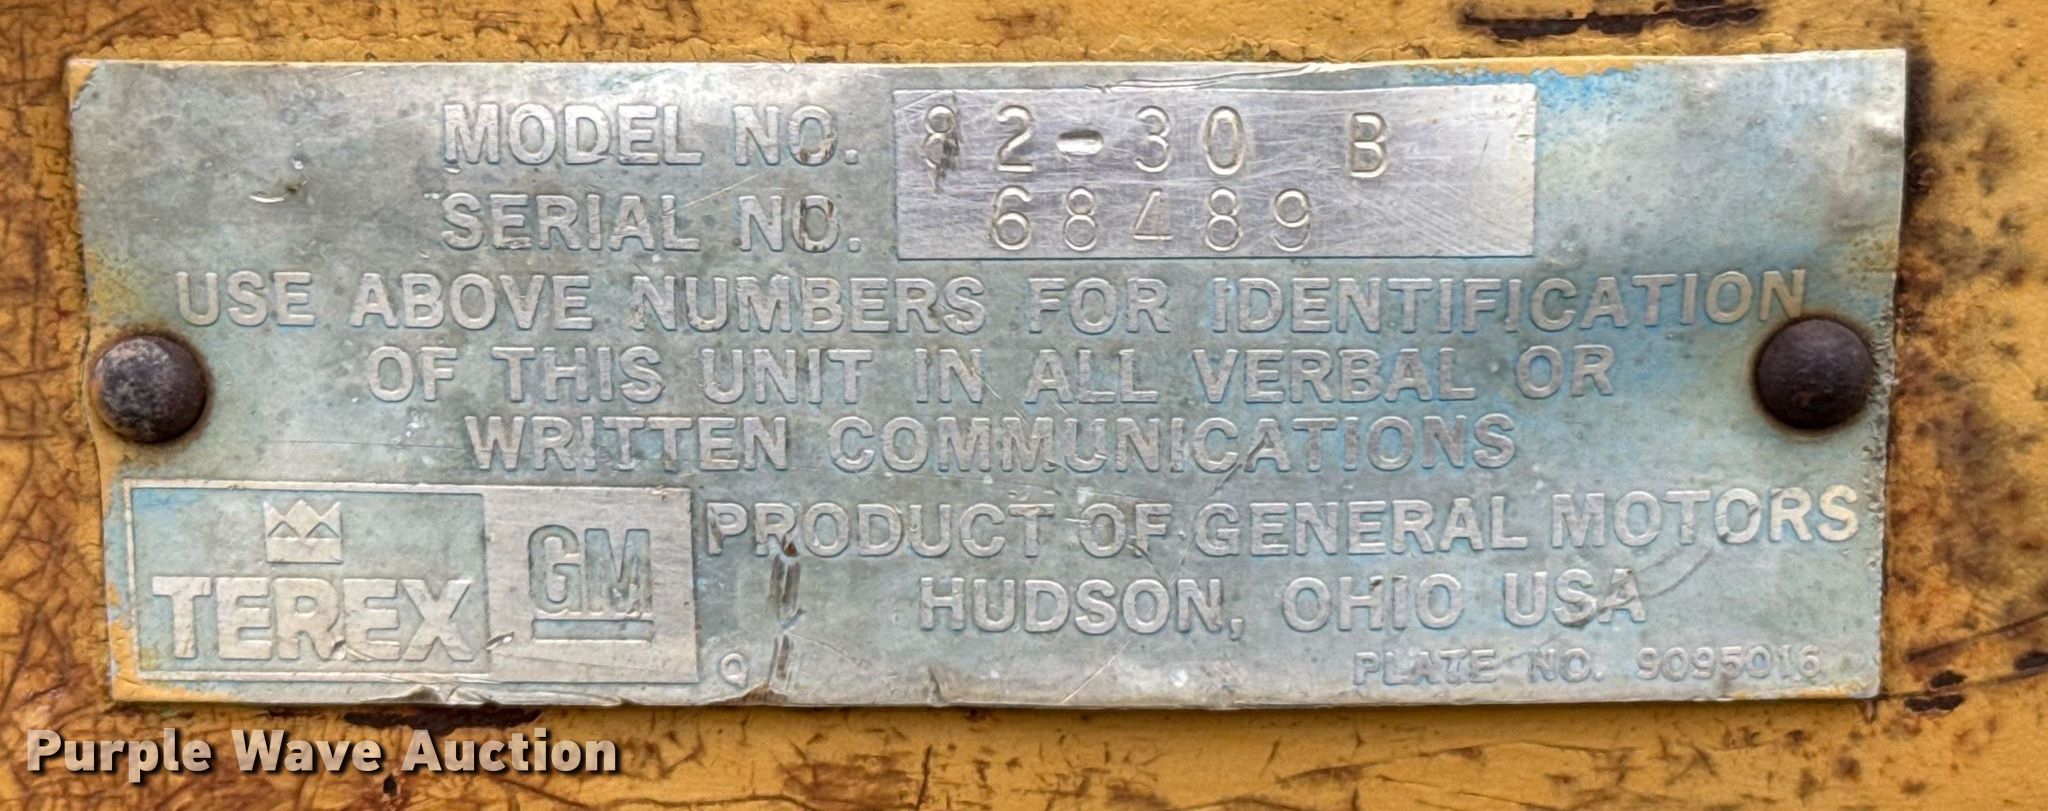 MODEL NO. 82-30 B
SERIAL NO. 68489
USE ABOVE NUMBERS FOR IDENTIFICATION
OF THIS UNIT IN ALL VERBAL OR
WRITTEN COMMUNICATIONS
TEREX
GM
PRODUCT OF GENERAL MOTORS
HUDSON, OHIO USA
PLATE NO. 9095016
Purple Wave Auction